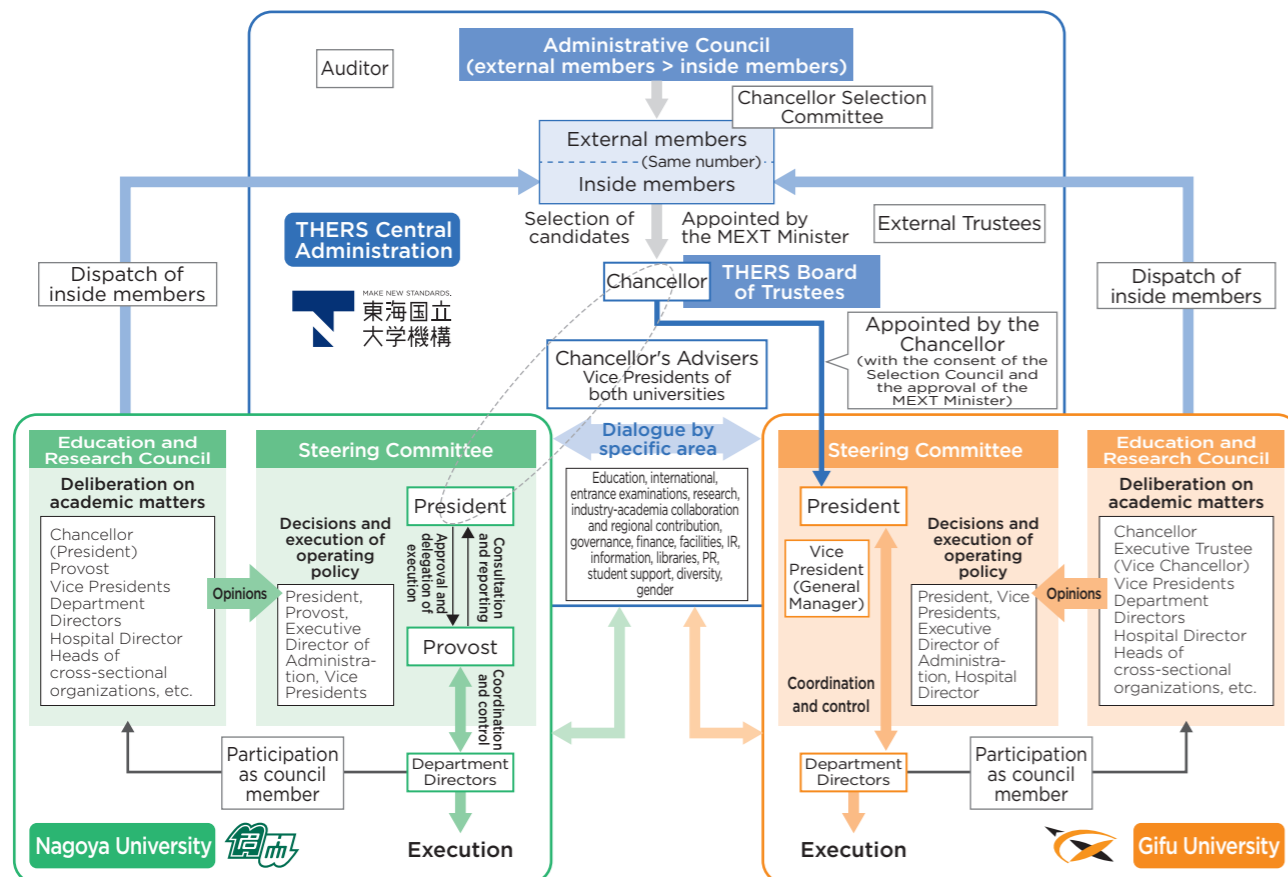 Administrative Council
(external members > inside members)
Auditor
Chancellor Selection
Committee
External members
(Same number)
Inside members
Selection of
candidates
Appointed by
the MEXT Minister
External Trustees
THERS Central
Administration
MAKE NEW STANDARDS.
東海国立
大学機構
Dispatch of
inside members
Chancellor
THERS Board
of Trustees
Dispatch of
inside members
Appointed by the
Chancellor
(with the consent of the
Selection Council and
the approval of the
MEXT Minister)
Chancellor's Advisers
Vice Presidents of
both universities
Dialogue by
specific area
Education, international,
entrance examinations, research,
industry-academia collaboration
and regional contribution,
governance, finance, facilities, IR,
information, libraries, PR,
student support, diversity,
gender
Education and
Research Council
Deliberation on
academic matters
Chancellor
(President)
Provost
Vice Presidents
Department
Directors
Hospital Director
Heads of
cross-sectional
organizations, etc.
Opinions
Steering Committee
Decisions and
execution of
operating
policy
President,
Provost,
Executive
Director of
Administra-
tion, Vice
Presidents
President
Approval and
delegation of
execution
Consultation
and reporting
Provost
Coordination
and control
Department
Directors
Participation
as council
member
Execution
Nagoya University
Steering Committee
President
Vice
President
(General
Manager)
Decisions and
execution of
operating policy
President, Vice
Presidents,
Executive
Director of
Administra-
tion, Hospital
Director
Opinions
Coordination
and control
Education and
Research Council
Deliberation on
academic matters
Chancellor
Executive Trustee
(Vice Chancellor)
Vice Presidents
Department
Directors
Hospital Director
Heads of
cross-sectional
organizations, etc.
Department
Directors
Participation
as council
member
Execution
Gifu University